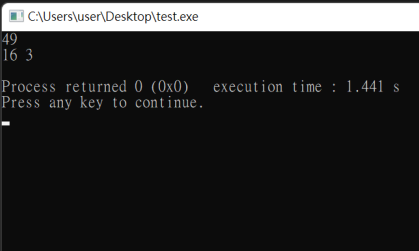 C:\Users\user\Desktop\test.exe
49
16 3
Process returned 0 (0x0)   execution time : 1.441 s
Press any key to continue.